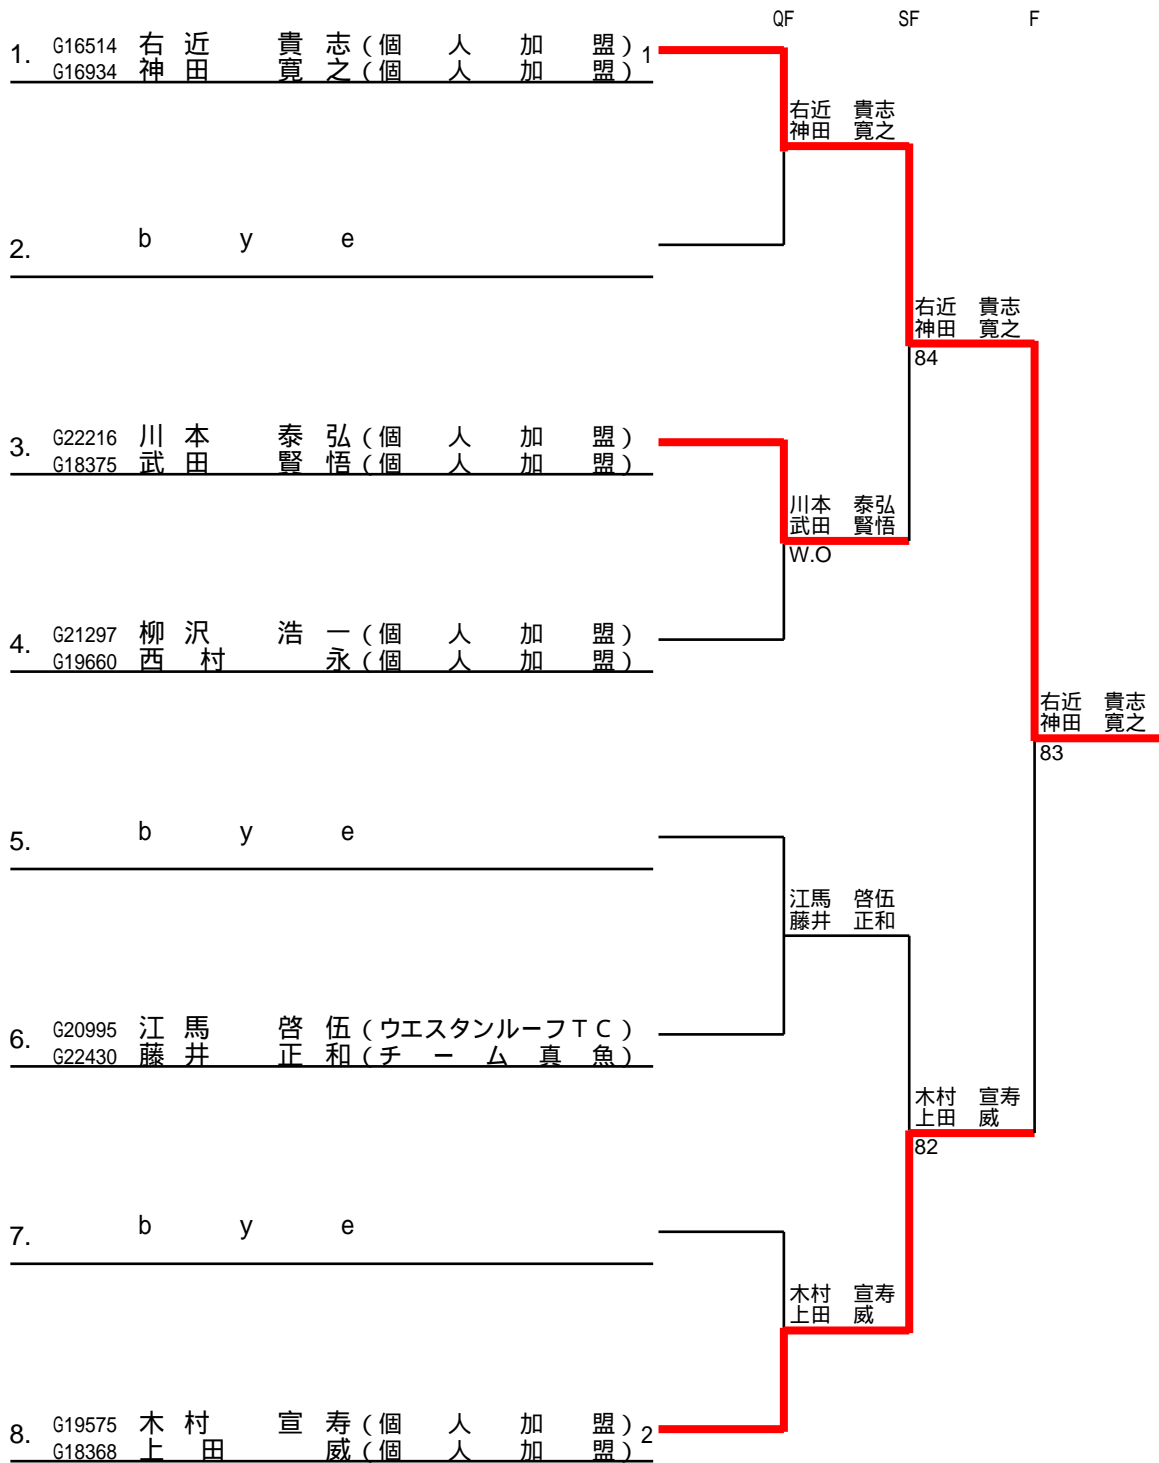 QF SF F
1. G16514 右近 貴志(個人加盟) 1
G16934 神田 寛之(個人加盟)
右近 貴志
神田 寛之
2. bye
右近 貴志
神田 寛之
84
3. G22216 川本 泰弘(個人加盟)
G18375 武田 賢悟(個人加盟)
川本 泰弘
武田 賢悟
W.O
4. G21297 柳沢 浩一(個人加盟)
G19660 西村 永(個人加盟)
右近 貴志
神田 寛之
83
5. bye
江馬 啓伍
藤井 正和
6. G20995 江馬 啓伍(ウエスタンルーフTC)
G22430 藤井 正和(チーム真魚)
木村 宣寿
上田 威
82
7. bye
木村 宣寿
上田 威
8. G19575 木村 宣寿(個人加盟) 2
G18368 上田 威(個人加盟)